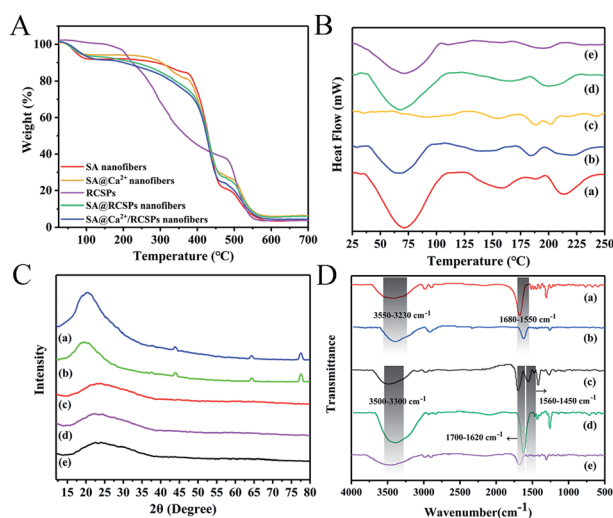 A
Weight (%)
100
80
60
40
20
0
SA nanofibers
SA@Ca2+ nanofibers
RCSPs
SA@RCSPs nanofibers
SA@Ca2+/RCSPs nanofibers
0 100 200 300 400 500 600 700
Temperature (℃)
B
Heat Flow (mW)
(e)
(d)
(c)
(b)
(a)
25 50 75 100 125 150 175 200 225 250
Temperature (℃)
C
Intensity
(a)
(b)
(c)
(d)
(e)
15 20 25 30 35 40 45 50 55 60 65 70 75 80
2θ (Degree)
D
Transmittance
(a)
3550-3230 cm-1
1680-1550 cm-1
(b)
(c)
3500-3300 cm-1
1560-1450 cm-1
(d)
1700-1620 cm-1
(e)
4000 3500 3000 2500 2000 1500 1000 500
Wavenumber(cm-1)